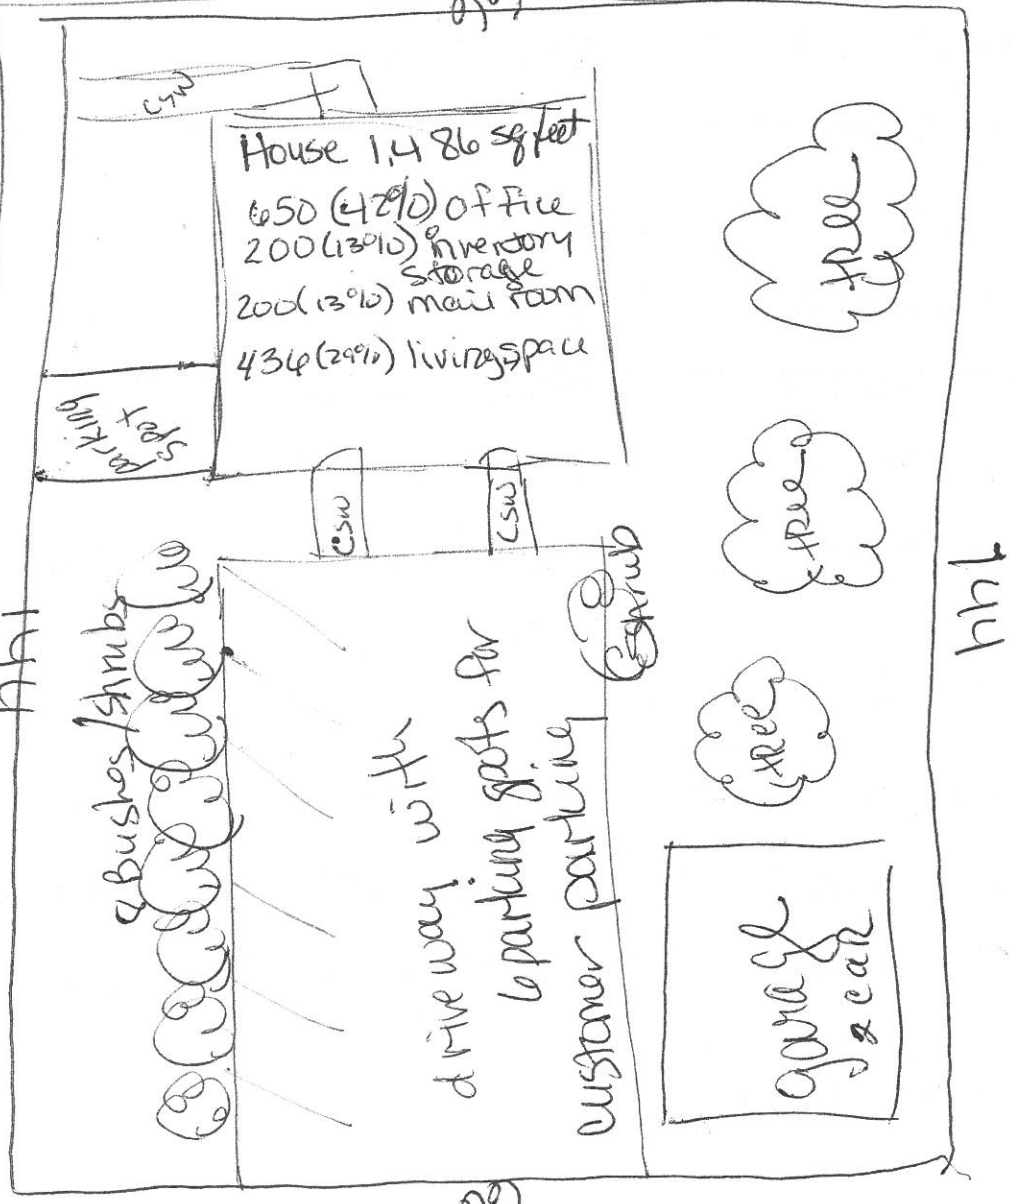 House 1,486 sq feet
650 (42%) office
200 (13%) inventory
storage
200 (13%) mail room
436 (29%) living space
parking
spot
csw
csw
8 Bushes/Shrubs
shrub
driveway with
6 parking spots for
customer parking
tree
tree
tree
garage
2 car
144
144